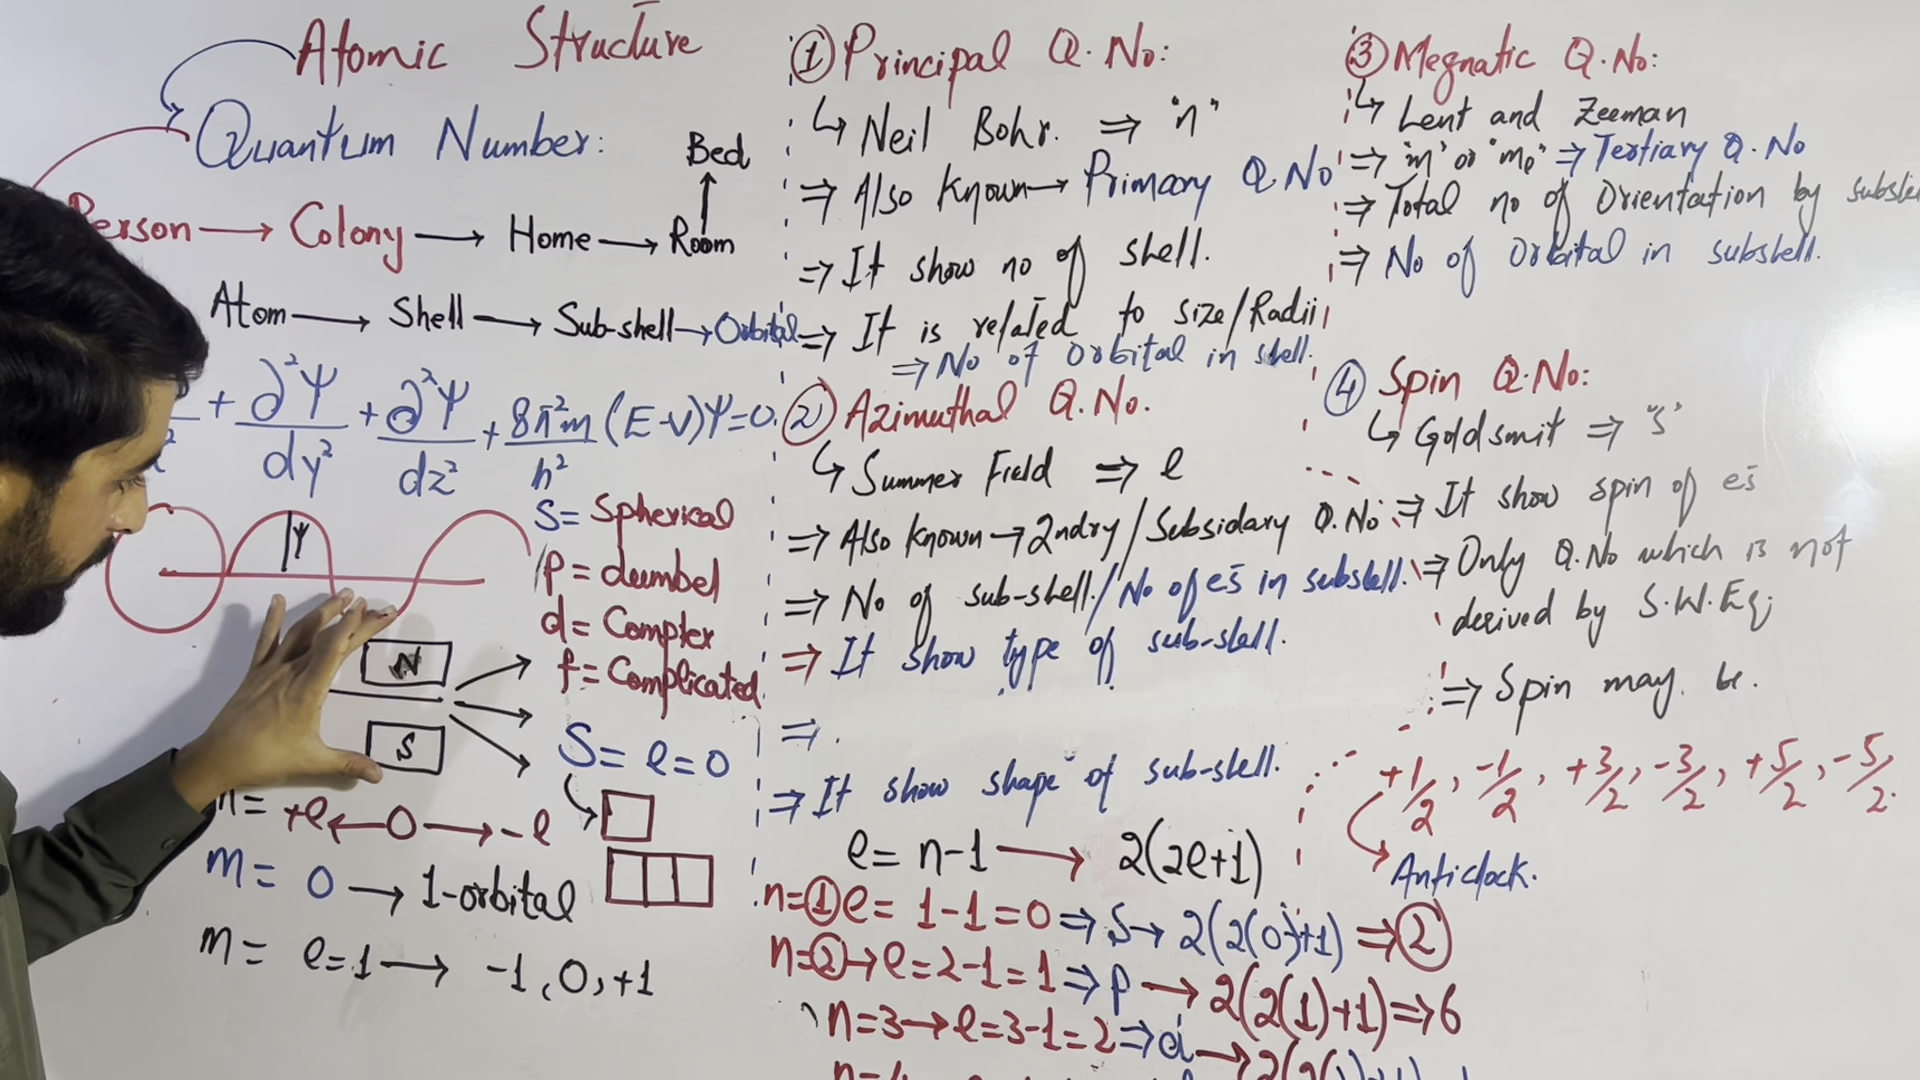 Atomic Structure
Quantum Number:
Bed
Person → Colony → Home → Room
Atom → Shell → Sub-shell → Orbital
+ ∂²Ψ/dy² + ∂²Ψ/dz² + 8π²m/h² (E-V)Ψ=0
Ψ
S= Spherical
p= dumbel
d= Complex
f= Complicated
N
S
S= l=0
+l ← 0 → -l
m= 0 → 1-orbital
m= l=1 → -1, 0, +1
① Principal Q.No:
↳ Neil Bohr. ⇒ "n"
⇒ Also Known → Primary Q.No
⇒ It show no of shell.
⇒ It is related to size/Radii
⇒ No of orbital in shell.
② Azimuthal Q.No.
↳ Summer Field ⇒ l
⇒ Also Known → 2ndry/Subsidary Q.No
⇒ No of sub-shell./No of es̄ in subshell.
⇒ It show type of sub-shell.
⇒ .
⇒ It show shape of sub-shell.
l= n-1 → 2(2l+1)
n=① l= 1-1=0 ⇒ S → 2(2(0)+1) ⇒ ②
n=② → l=2-1=1 ⇒ p → 2(2(1)+1) ⇒ 6
n=3 → l=3-1=2 ⇒ d →
③ Megnatic Q.No:
↳ Lent and Zeeman
⇒ "m" or "mₗ" ⇒ Tertiary Q.No
⇒ Total no of Orientation by
⇒ No of Orbital in subshell.
④ Spin Q.No:
↳ Goldsmit ⇒ "S"
⇒ It show spin of es̄
⇒ Only Q.No which is not
derived by S.W.Eq;
⇒ Spin may be.
+1/2, -1/2, +3/2, -3/2, +5/2, -5/2.
Anticlock.